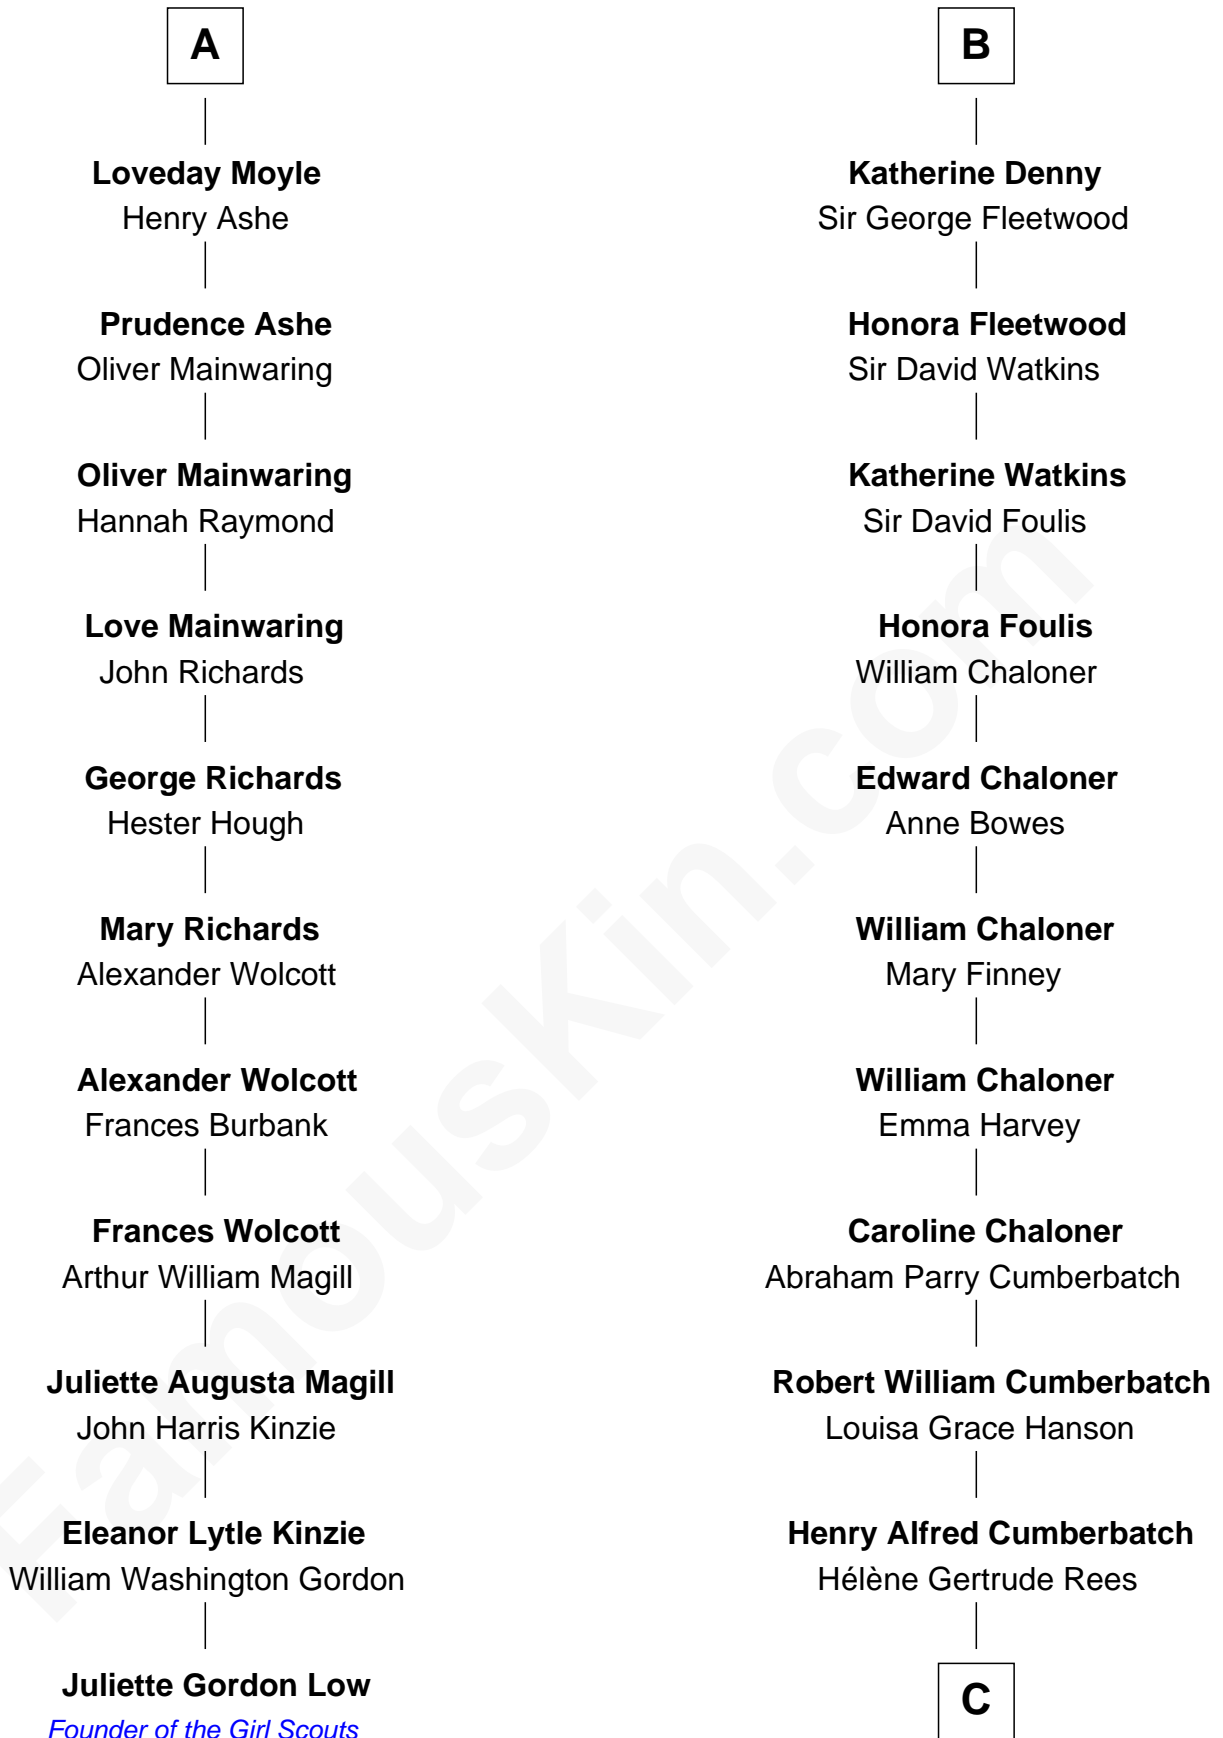 A
Loveday Moyle
Henry Ashe
Prudence Ashe
Oliver Mainwaring
Oliver Mainwaring
Hannah Raymond
Love Mainwaring
John Richards
George Richards
Hester Hough
Mary Richards
Alexander Wolcott
Alexander Wolcott
Frances Burbank
Frances Wolcott
Arthur William Magill
Juliette Augusta Magill
John Harris Kinzie
Eleanor Lytle Kinzie
William Washington Gordon
Juliette Gordon Low
Founder of the Girl Scouts
B
Katherine Denny
Sir George Fleetwood
Honora Fleetwood
Sir David Watkins
Katherine Watkins
Sir David Foulis
Honora Foulis
William Chaloner
Edward Chaloner
Anne Bowes
William Chaloner
Mary Finney
William Chaloner
Emma Harvey
Caroline Chaloner
Abraham Parry Cumberbatch
Robert William Cumberbatch
Louisa Grace Hanson
Henry Alfred Cumberbatch
Hélène Gertrude Rees
C
FamousKin.com